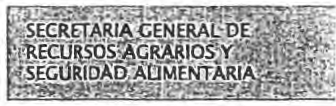 SECRETARIA GENERAL DE
RECURSOS AGRARIOS Y
SEGURIDAD ALIMENTARIA